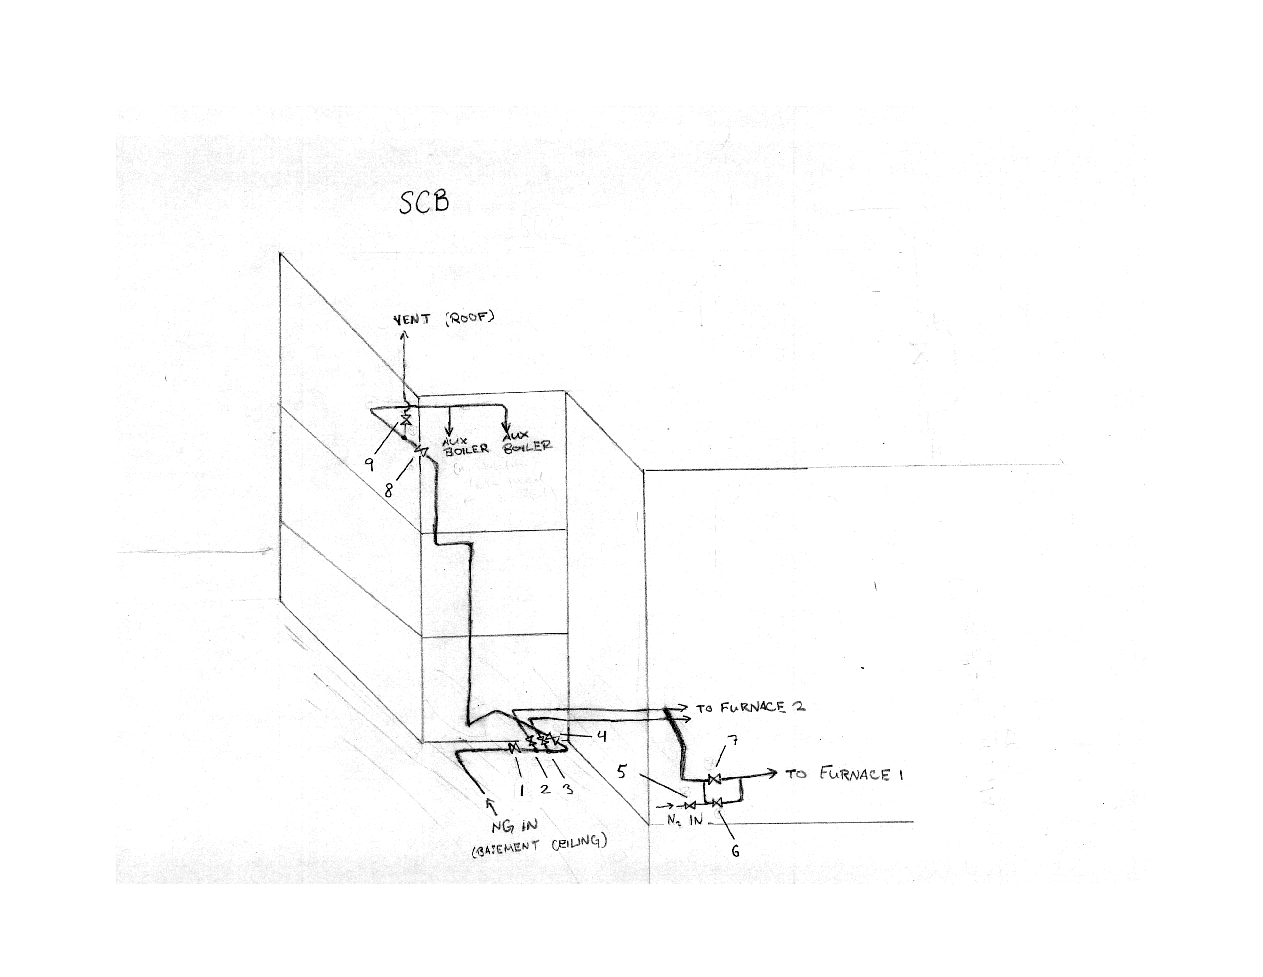 SCB
VENT (ROOF)
AUX
BOILER
AUX
BOILER
9
8
TO FURNACE 2
4
7
5
TO FURNACE 1
1 2 3
N2 IN
NG IN
(BASEMENT CEILING)
6